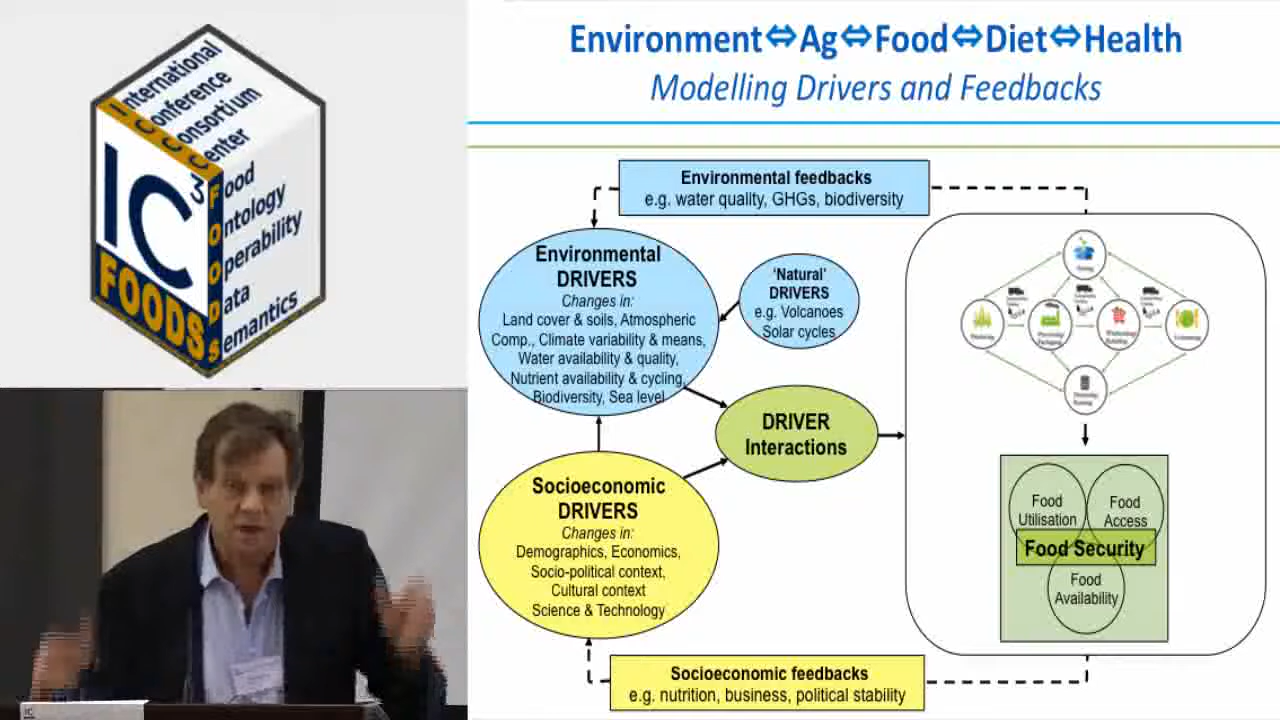 International
Conference
Consortium
Center
IC3
FOODS
Food
Ontology
Operability
Data
Semantics
IC
Environment⇔Ag⇔Food⇔Diet⇔Health
Modelling Drivers and Feedbacks
Environmental feedbacks
e.g. water quality, GHGs, biodiversity
Environmental
DRIVERS
Changes in:
Land cover & soils, Atmospheric
Comp., Climate variability & means,
Water availability & quality,
Nutrient availability & cycling,
Biodiversity, Sea level
'Natural'
DRIVERS
e.g. Volcanoes
Solar cycles
DRIVER
Interactions
Socioeconomic
DRIVERS
Changes in:
Demographics, Economics,
Socio-political context,
Cultural context
Science & Technology
Food
Utilisation
Food
Access
Food Security
Food
Availability
Socioeconomic feedbacks
e.g. nutrition, business, political stability